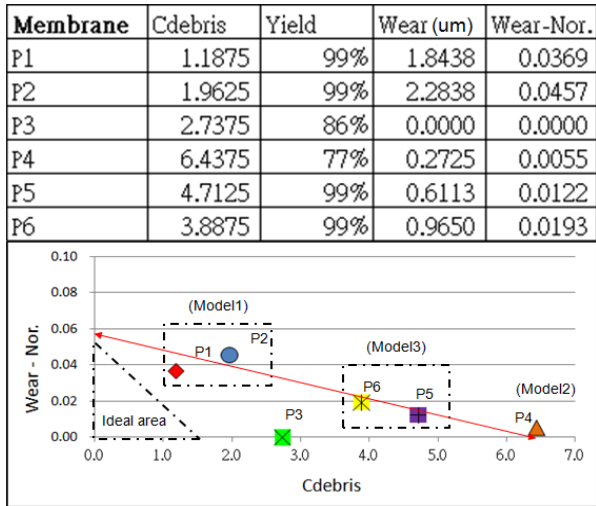 Membrane Cdebris Yield Wear (um) Wear-Nor.
P1 1.1875 99% 1.8438 0.0369
P2 1.9625 99% 2.2838 0.0457
P3 2.7375 86% 0.0000 0.0000
P4 6.4375 77% 0.2725 0.0055
P5 4.7125 99% 0.6113 0.0122
P6 3.8875 99% 0.9650 0.0193
0.10
0.08
(Model1)
0.06
P1 P2
(Model3)
0.04
P6 P5
(Model2)
0.02
Ideal area
P3
P4
0.00
0.0 1.0 2.0 3.0 4.0 5.0 6.0 7.0
Wear - Nor.
Cdebris